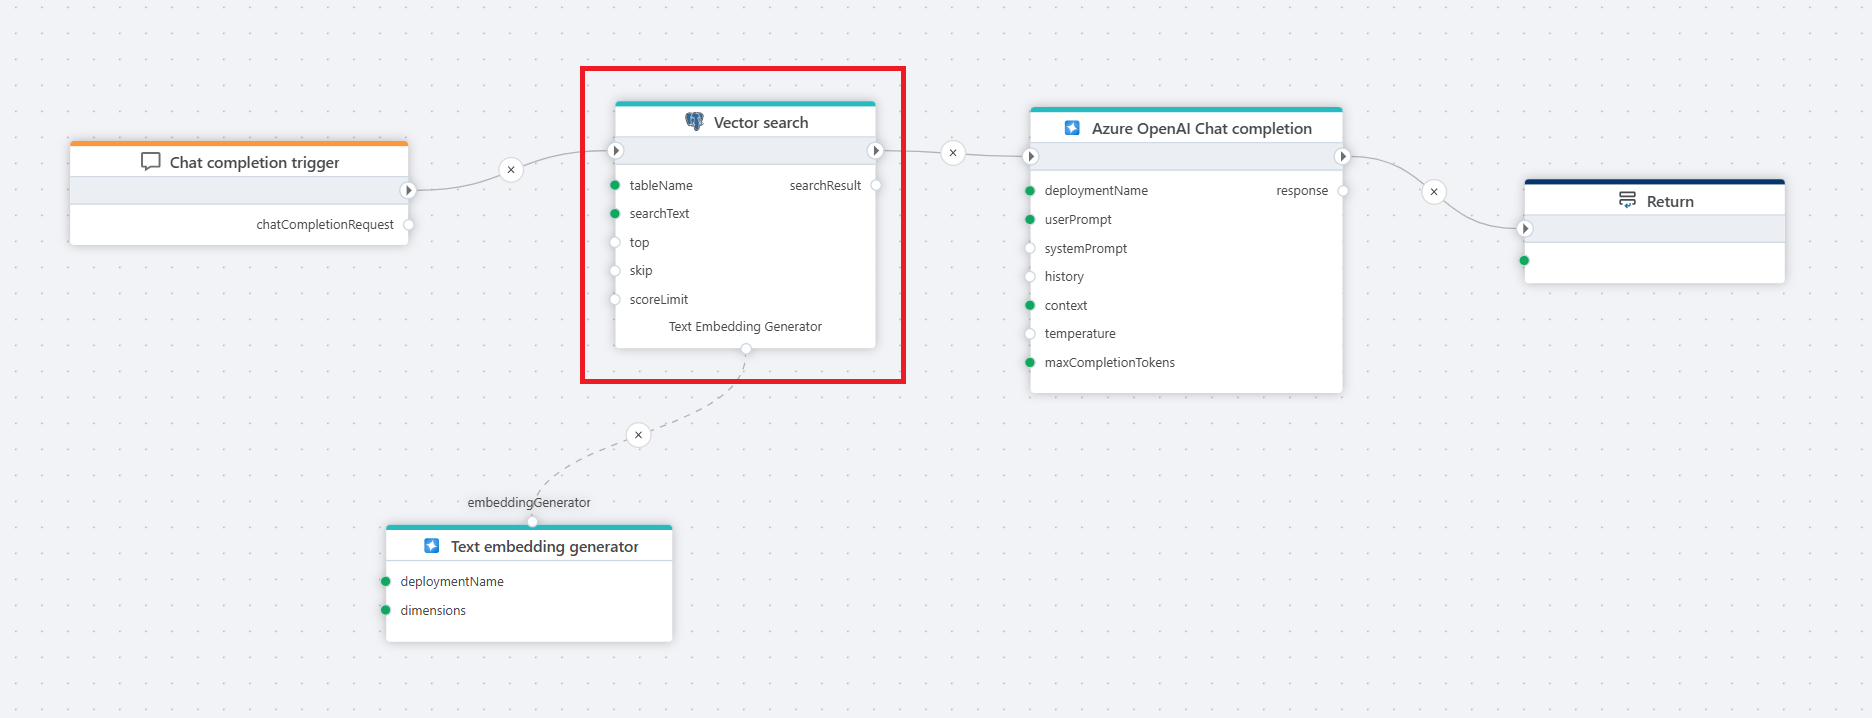 Chat completion trigger
chatCompletionRequest
Vector search
tableName
searchResult
searchText
top
skip
scoreLimit
Text Embedding Generator
embeddingGenerator
Text embedding generator
deploymentName
dimensions
Azure OpenAI Chat completion
deploymentName
response
userPrompt
systemPrompt
history
context
temperature
maxCompletionTokens
Return